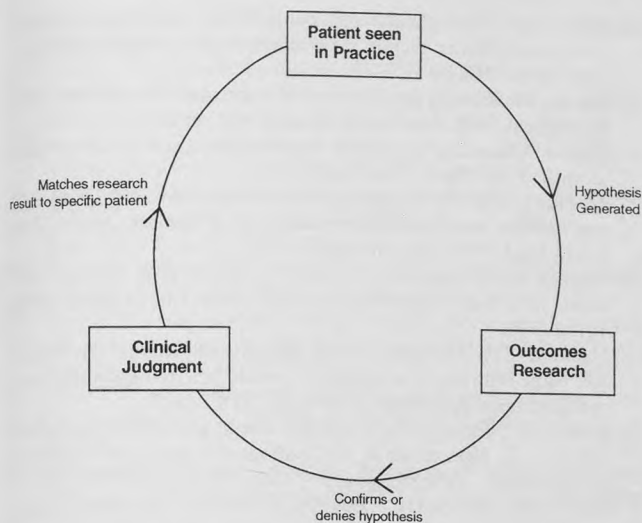 Patient seen
in Practice
Hypothesis
Generated
Outcomes
Research
Confirms or
denies hypothesis
Clinical
Judgment
Matches research
result to specific patient